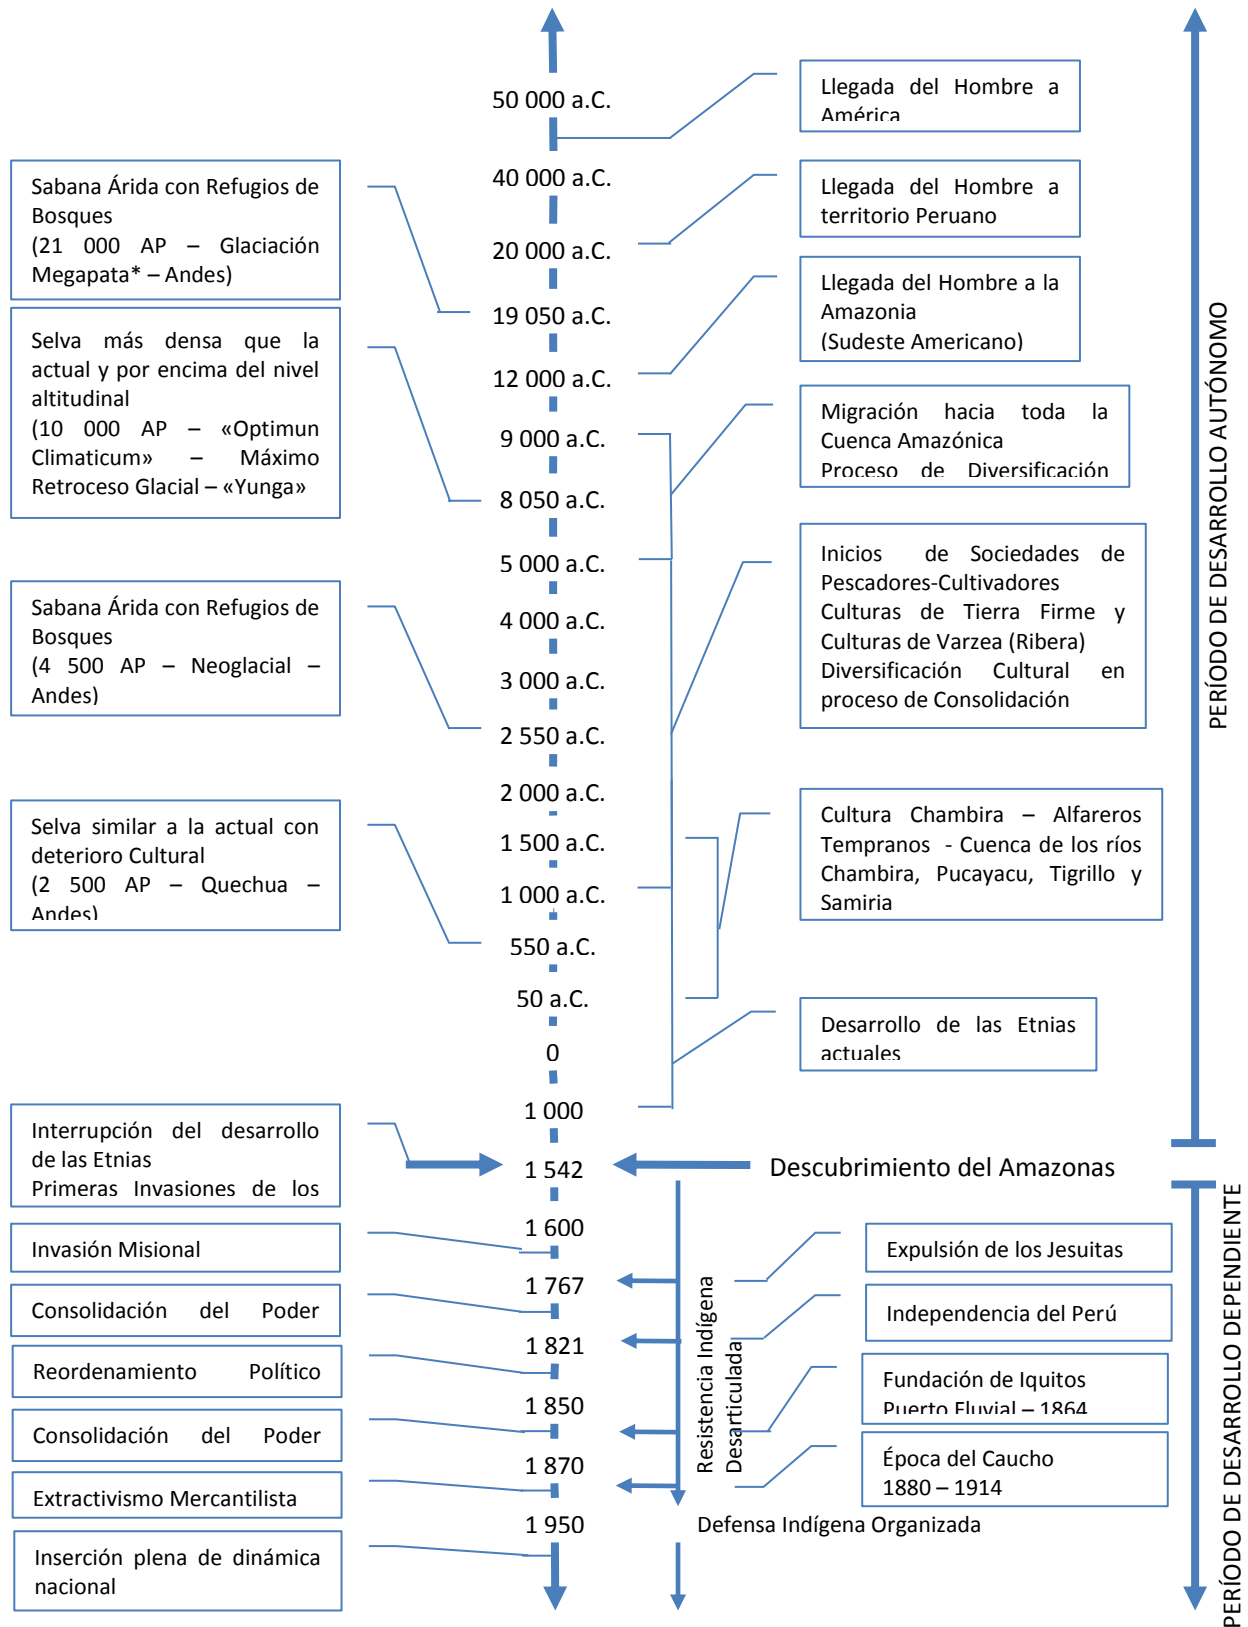 50 000 a.C.
40 000 a.C.
20 000 a.C.
19 050 a.C.
12 000 a.C.
9 000 a.C.
8 050 a.C.
5 000 a.C.
4 000 a.C.
3 000 a.C.
2 550 a.C.
2 000 a.C.
1 500 a.C.
1 000 a.C.
550 a.C.
50 a.C.
0
1 000
1 542
1 600
1 767
1 821
1 850
1 870
1 950
Sabana Árida con Refugios de
Bosques
(21 000 AP – Glaciación
Megapata* – Andes)
Selva más densa que la
actual y por encima del nivel
altitudinal
(10 000 AP – «Optimun
Climaticum» – Máximo
Retroceso Glacial – «Yunga»
Sabana Árida con Refugios de
Bosques
(4 500 AP – Neoglacial –
Andes)
Selva similar a la actual con
deterioro Cultural
(2 500 AP – Quechua –
Andes)
Interrupción del desarrollo
de las Etnias
Primeras Invasiones de los
Invasión Misional
Consolidación del Poder
Reordenamiento Político
Consolidación del Poder
Extractivismo Mercantilista
Inserción plena de dinámica
nacional
Llegada del Hombre a
América
Llegada del Hombre a
territorio Peruano
Llegada del Hombre a la
Amazonia
(Sudeste Americano)
Migración hacia toda la
Cuenca Amazónica
Proceso de Diversificación
Inicios de Sociedades de
Pescadores-Cultivadores
Culturas de Tierra Firme y
Culturas de Varzea (Ribera)
Diversificación Cultural en
proceso de Consolidación
Cultura Chambira – Alfareros
Tempranos - Cuenca de los ríos
Chambira, Pucayacu, Tigrillo y
Samiria
Desarrollo de las Etnias
actuales
Descubrimiento del Amazonas
Expulsión de los Jesuitas
Independencia del Perú
Fundación de Iquitos
Puerto Fluvial – 1864
Época del Caucho
1880 – 1914
Resistencia Indígena
Desarticulada
Defensa Indígena Organizada
PERÍODO DE DESARROLLO AUTÓNOMO
PERÍODO DE DESARROLLO DEPENDIENTE